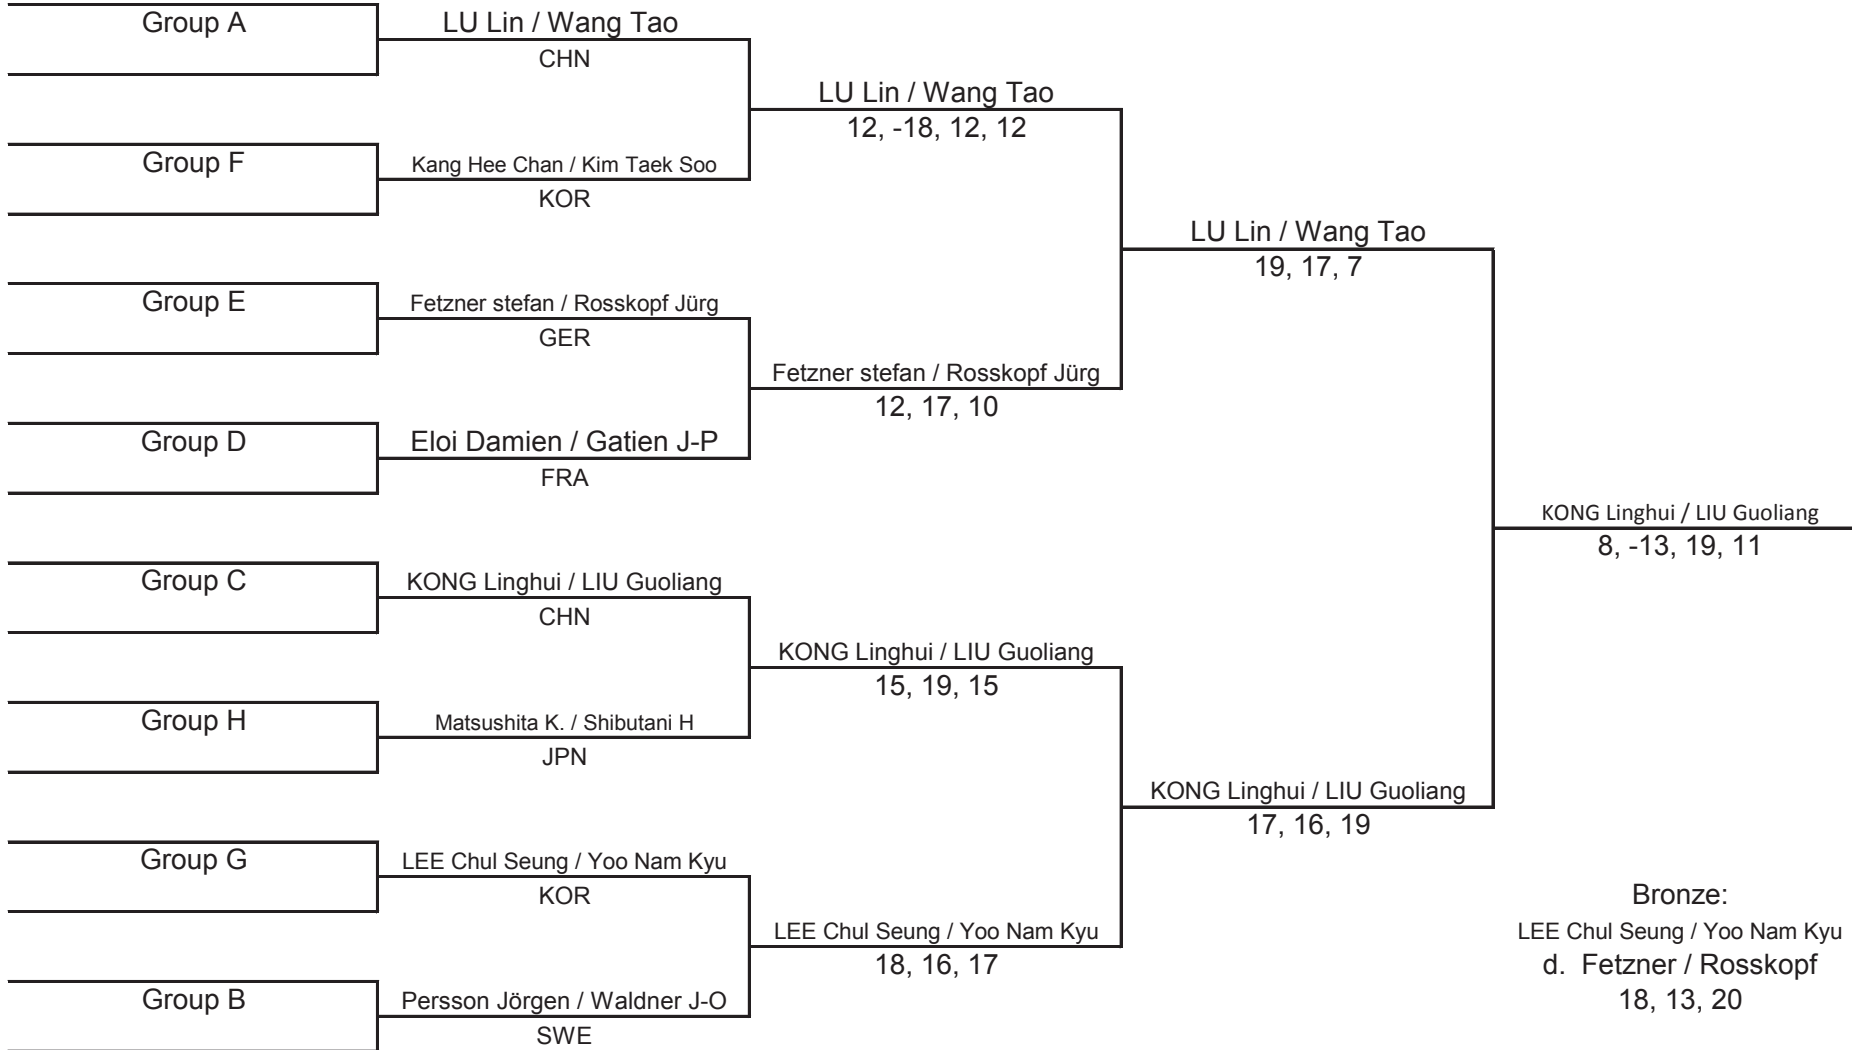 Group A
LU Lin / Wang Tao
CHN
LU Lin / Wang Tao
12, -18, 12, 12
Group F
Kang Hee Chan / Kim Taek Soo
KOR
LU Lin / Wang Tao
19, 17, 7
Group E
Fetzner stefan / Rosskopf Jürg
GER
Fetzner stefan / Rosskopf Jürg
12, 17, 10
Group D
Eloi Damien / Gatien J-P
FRA
KONG Linghui / LIU Guoliang
8, -13, 19, 11
Group C
KONG Linghui / LIU Guoliang
CHN
KONG Linghui / LIU Guoliang
15, 19, 15
Group H
Matsushita K. / Shibutani H
JPN
KONG Linghui / LIU Guoliang
17, 16, 19
Group G
LEE Chul Seung / Yoo Nam Kyu
KOR
LEE Chul Seung / Yoo Nam Kyu
18, 16, 17
Group B
Persson Jörgen / Waldner J-O
SWE
Bronze:
LEE Chul Seung / Yoo Nam Kyu
d. Fetzner / Rosskopf
18, 13, 20